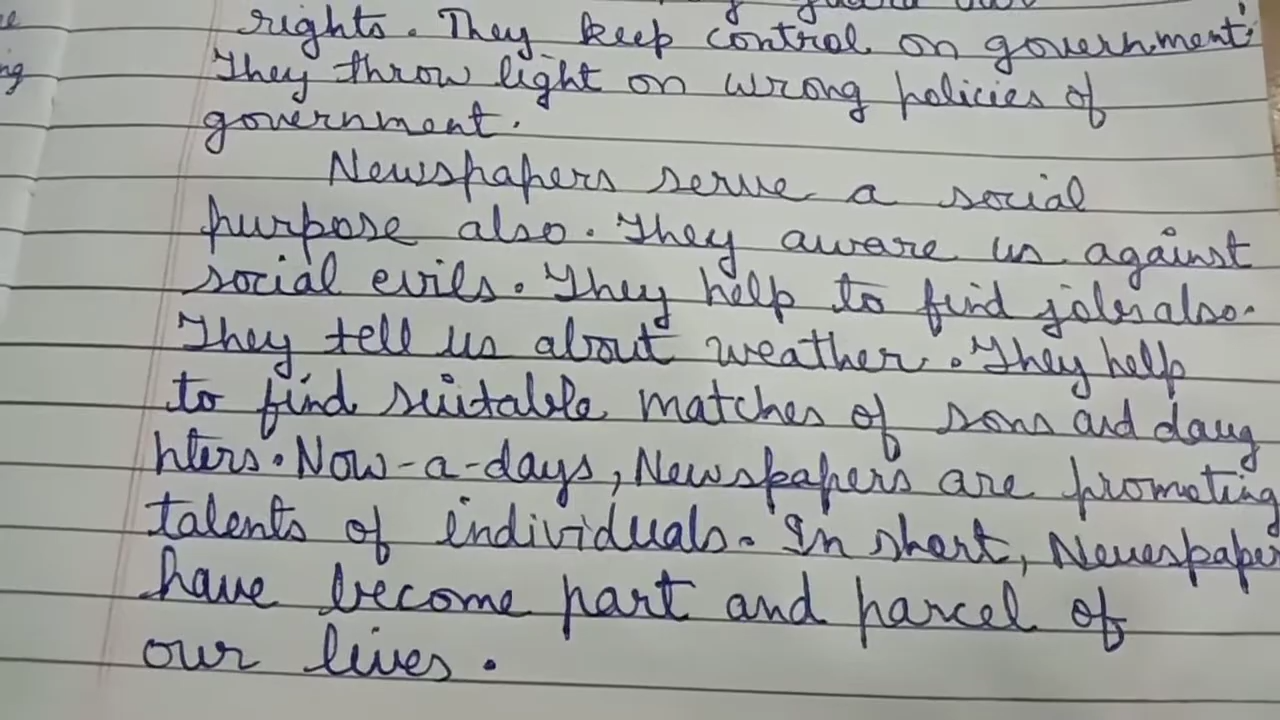 rights. They keep control on government.
They throw light on wrong policies of
government.
Newspapers serve a social
purpose also. They aware us against
social evils. They help to find jobs also.
They tell us about weather. They help
to find suitable matches of sons and daug
hters. Now-a-days, Newspapers are promoting
talents of individuals. In short, Newespaper
have become part and parcel of
our lives.